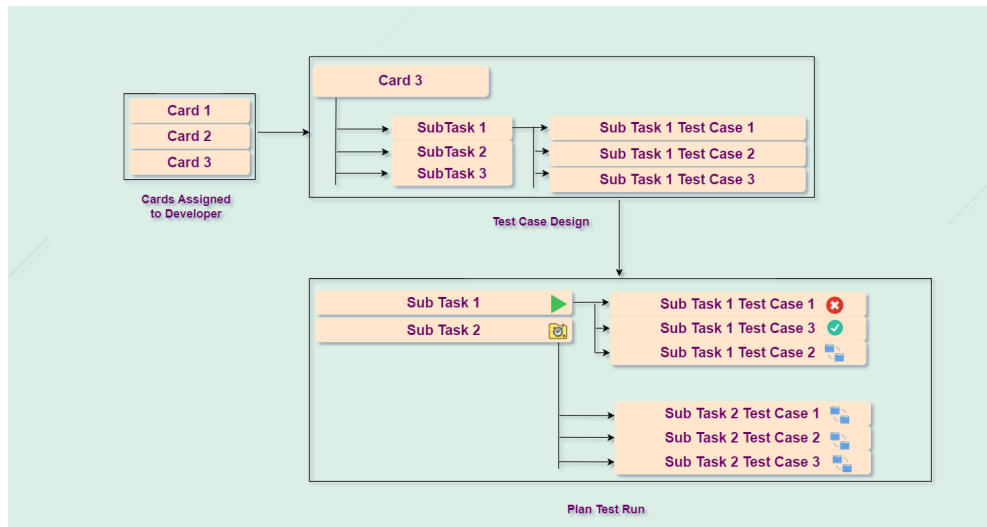 Card 1
Card 2
Card 3
Cards Assigned
to Developer
Card 3
SubTask 1
SubTask 2
SubTask 3
Sub Task 1 Test Case 1
Sub Task 1 Test Case 2
Sub Task 1 Test Case 3
Test Case Design
Sub Task 1
Sub Task 2
Sub Task 1 Test Case 1
Sub Task 1 Test Case 3
Sub Task 1 Test Case 2
Sub Task 2 Test Case 1
Sub Task 2 Test Case 2
Sub Task 2 Test Case 3
Plan Test Run